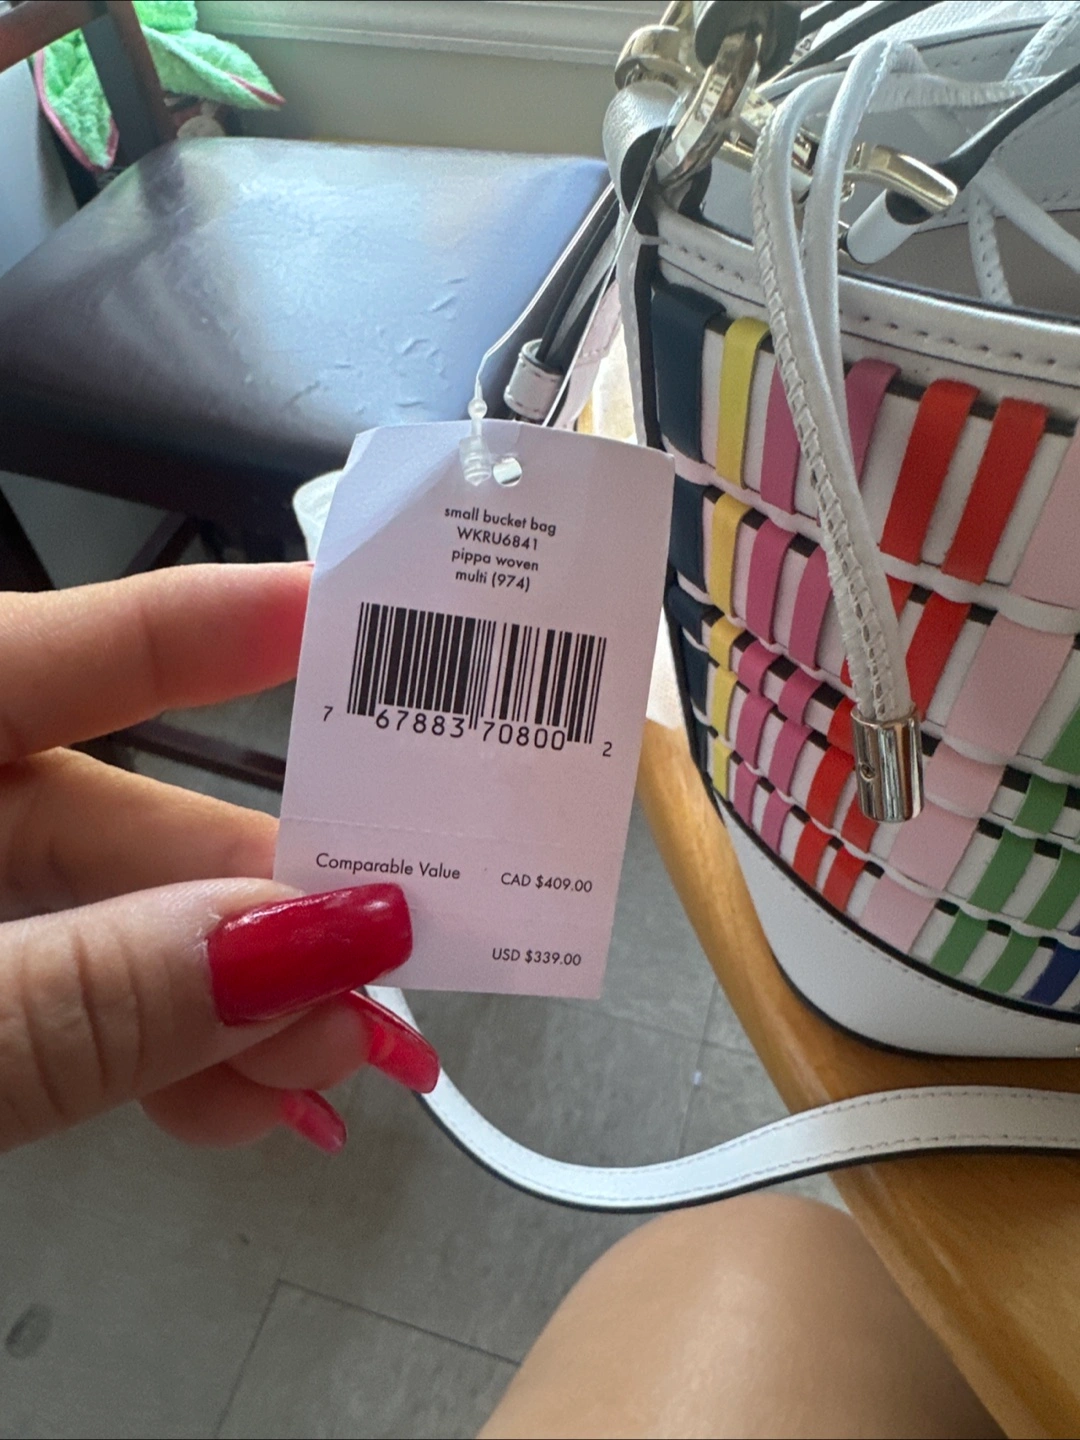 small bucket bag
WKRU6841
pippa woven
multi (974)
7 67883 70800 2
Comparable Value CAD $409.00
USD $339.00